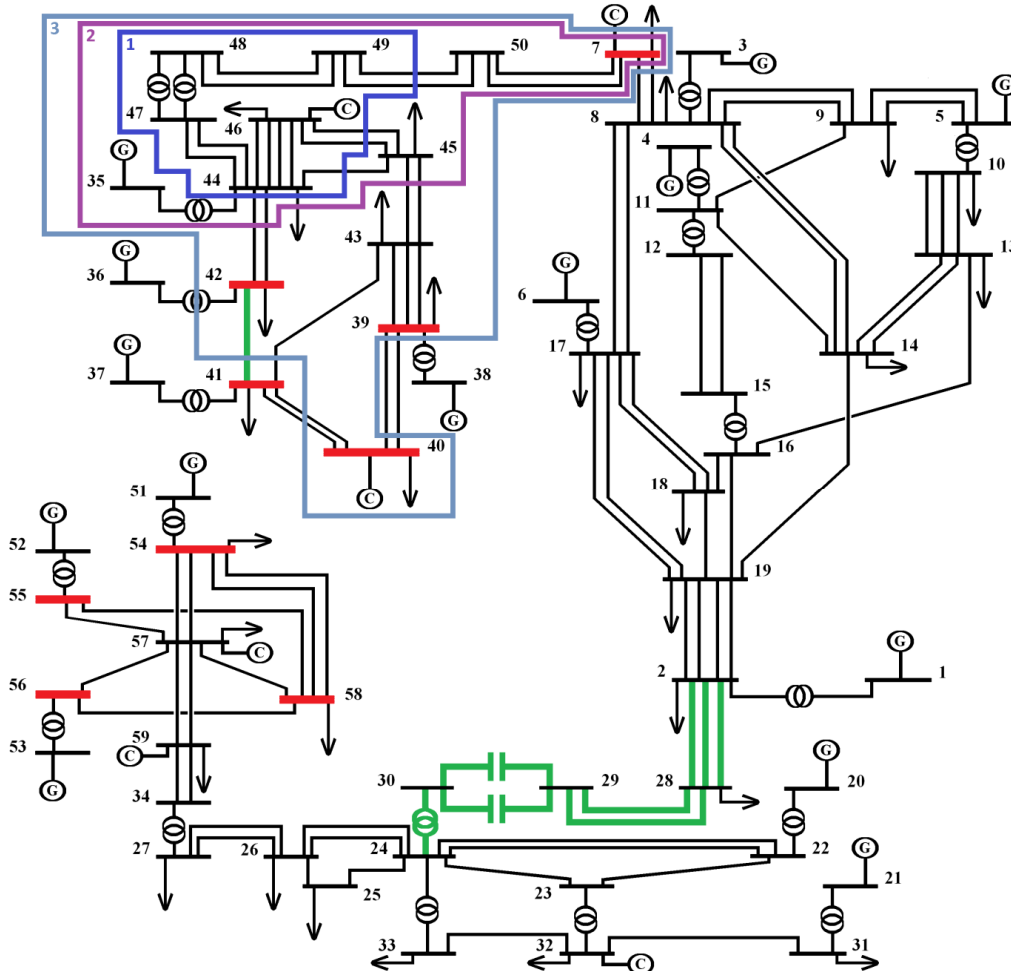 3 2 C
1 48 49 50 7 3 G G
47 46 C 8 9 5
G 45 4 10
35 44 G 11
43 12 13
G 36 42 G 6
39 17 14
G 37 41 38 15
G
40 16
C 18
G 51
G 52 54 19
55
57 C G
56 58 2 1
G 53 59 C G
34 30 29 28 20
27 26 24 22 G
25 23 21
33 32 C 31